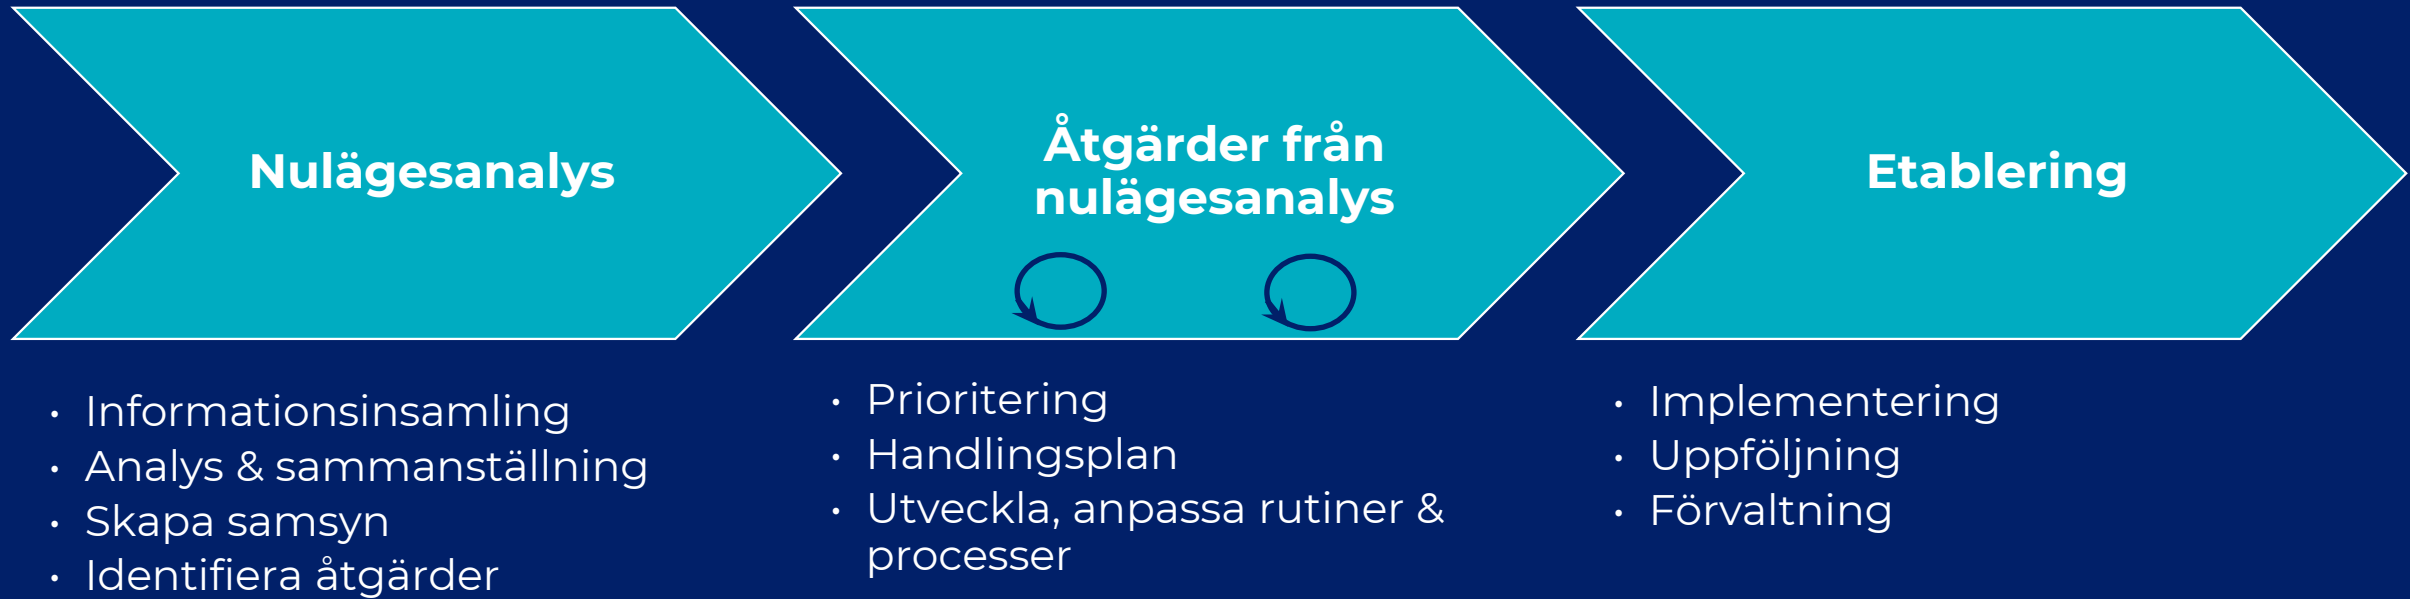 Nulägesanalys
Åtgärder från
nulägesanalys
Etablering
• Informationsinsamling
• Analys & sammanställning
• Skapa samsyn
• Identifiera åtgärder
• Prioritering
• Handlingsplan
• Utveckla, anpassa rutiner &
processer
• Implementering
• Uppföljning
• Förvaltning